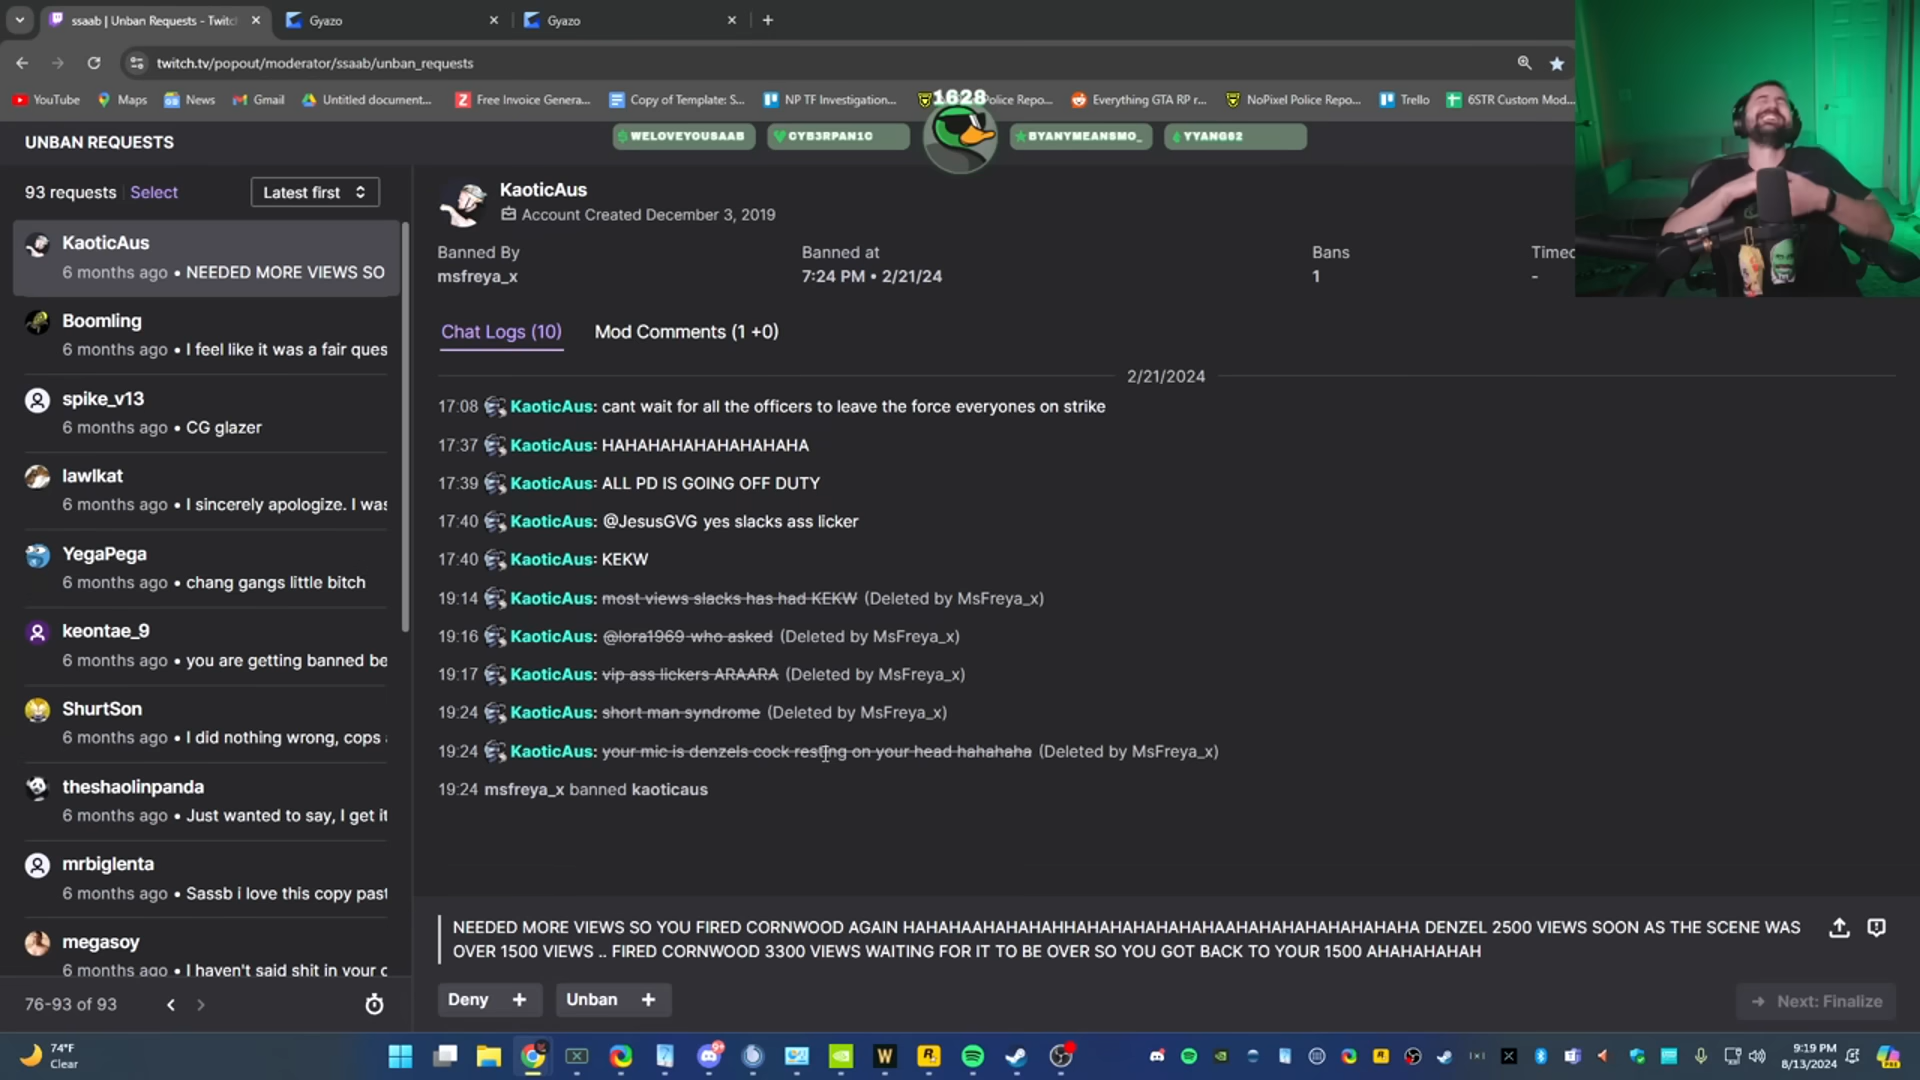 ssaab | Unban Requests - Twitc
Gyazo
Gyazo
twitch.tv/popout/moderator/ssaab/unban_requests
YouTube
Maps
News
Gmail
Untitled document...
Free Invoice Genera...
Copy of Template: S...
NP TF Investigation...
Police Repo...
Everything GTA RP r...
NoPixel Police Repo...
Trello
6STR Custom Mod...
1628
WELOVEYOUSAAB
CYB3RPAN1C
BYANYMEANSMO_
YYANG62
UNBAN REQUESTS
93 requests
Select
Latest first
KaoticAus
6 months ago • NEEDED MORE VIEWS SO
Boomling
6 months ago • I feel like it was a fair ques
spike_v13
6 months ago • CG glazer
lawlkat
6 months ago • I sincerely apologize. I was
YegaPega
6 months ago • chang gangs little bitch
keontae_9
6 months ago • you are getting banned be
ShurtSon
6 months ago • I did nothing wrong, cops
theshaolinpanda
6 months ago • Just wanted to say, I get it
mrbiglenta
6 months ago • Sassb i love this copy past
megasoy
6 months ago • I haven't said shit in your c
76-93 of 93
KaoticAus
Account Created December 3, 2019
Banned By
msfreya_x
Banned at
7:24 PM • 2/21/24
Bans
1
Timed
-
Chat Logs (10)
Mod Comments (1 +0)
2/21/2024
17:08 KaoticAus: cant wait for all the officers to leave the force everyones on strike
17:37 KaoticAus: HAHAHAHAHAHAHAHAHA
17:39 KaoticAus: ALL PD IS GOING OFF DUTY
17:40 KaoticAus: @JesusGVG yes slacks ass licker
17:40 KaoticAus: KEKW
19:14 KaoticAus: most views slacks has had KEKW (Deleted by MsFreya_x)
19:16 KaoticAus: @lora1969 who asked (Deleted by MsFreya_x)
19:17 KaoticAus: vip ass lickers ARAARA (Deleted by MsFreya_x)
19:24 KaoticAus: short man syndrome (Deleted by MsFreya_x)
19:24 KaoticAus: your mic is denzels cock resting on your head hahahaha (Deleted by MsFreya_x)
19:24 msfreya_x banned kaoticaus
NEEDED MORE VIEWS SO YOU FIRED CORNWOOD AGAIN HAHAHAAHAHAHAHHAHAHAHAHAHAHAAHAHAHAHAHAHAHAHA DENZEL 2500 VIEWS SOON AS THE SCENE WAS
OVER 1500 VIEWS .. FIRED CORNWOOD 3300 VIEWS WAITING FOR IT TO BE OVER SO YOU GOT BACK TO YOUR 1500 AHAHAHAHAH
Deny
Unban
Next: Finalize
74°F
Clear
9:19 PM
8/13/2024